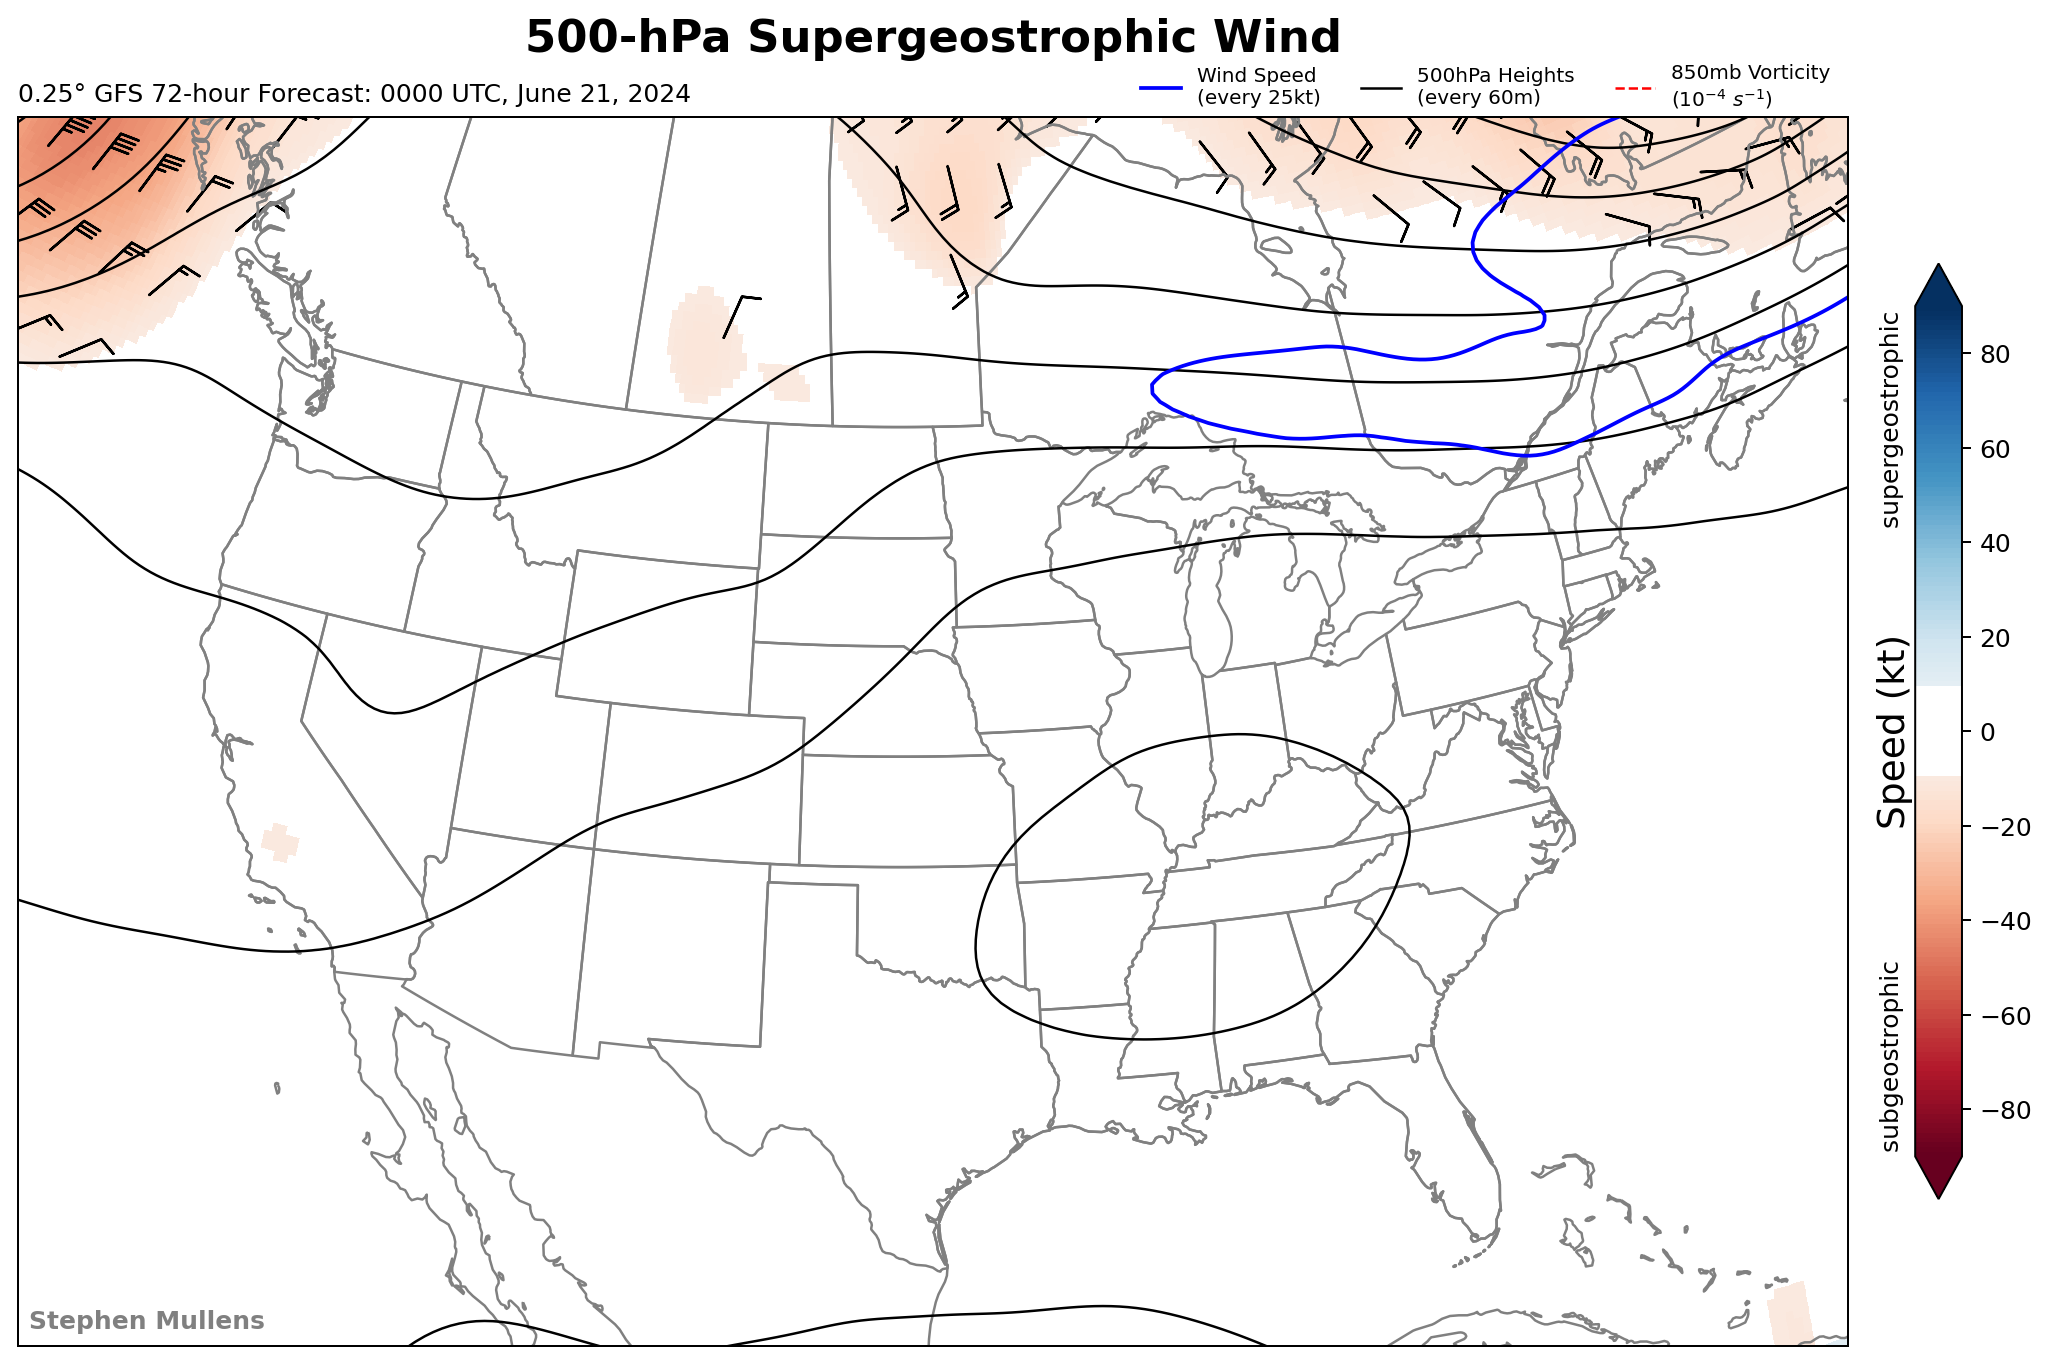 500-hPa Supergeostrophic Wind
0.25° GFS 72-hour Forecast: 0000 UTC, June 21, 2024
Wind Speed
(every 25kt)
500hPa Heights
(every 60m)
850mb Vorticity
(10⁻⁴ s⁻¹)
supergeostrophic
Speed (kt)
subgeostrophic
80
60
40
20
0
−20
−40
−60
−80
Stephen Mullens